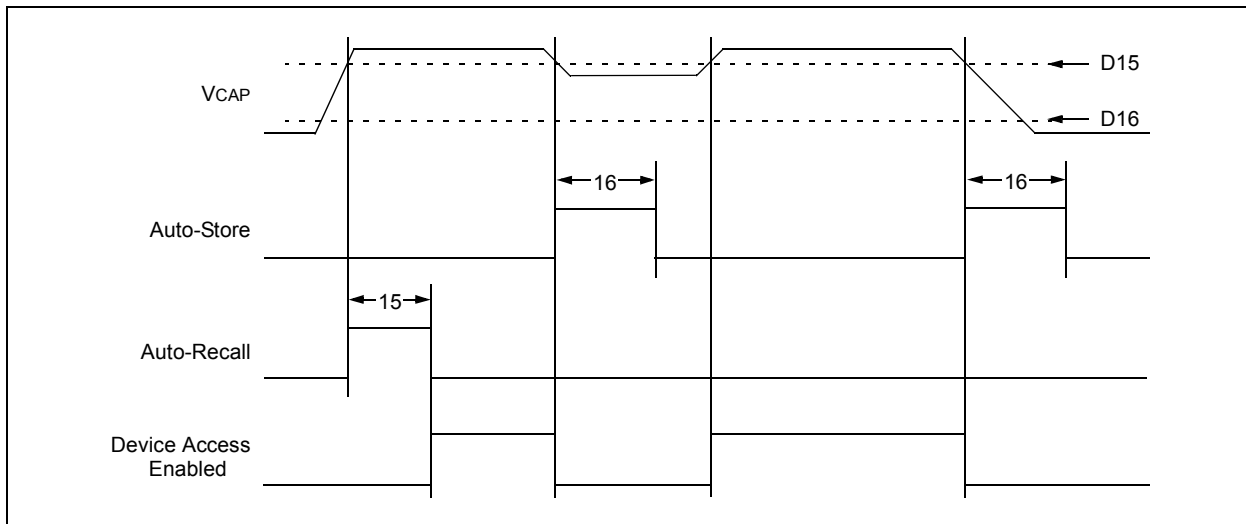 D15
VCAP
D16
16
16
Auto-Store
15
Auto-Recall
Device Access
Enabled